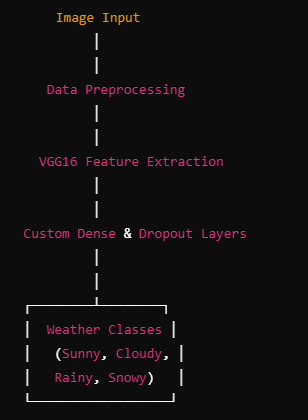 Image Input
Data Preprocessing
VGG16 Feature Extraction
Custom Dense & Dropout Layers
Weather Classes
(Sunny, Cloudy,
Rainy, Snowy)